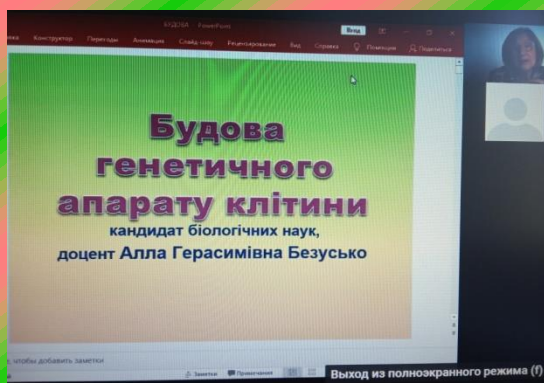 БУДОВА - PowerPoint
Вход
Конструктор Переходы Анимация Слайд-шоу Рецензирование Вид Справка Помощник Поделиться
Будова
генетичного
апарату клітини
кандидат біологічних наук,
доцент Алла Герасимівна Безусько
чтобы добавить заметки
Заметки Примечания
Выход из полноэкранного режима (f)